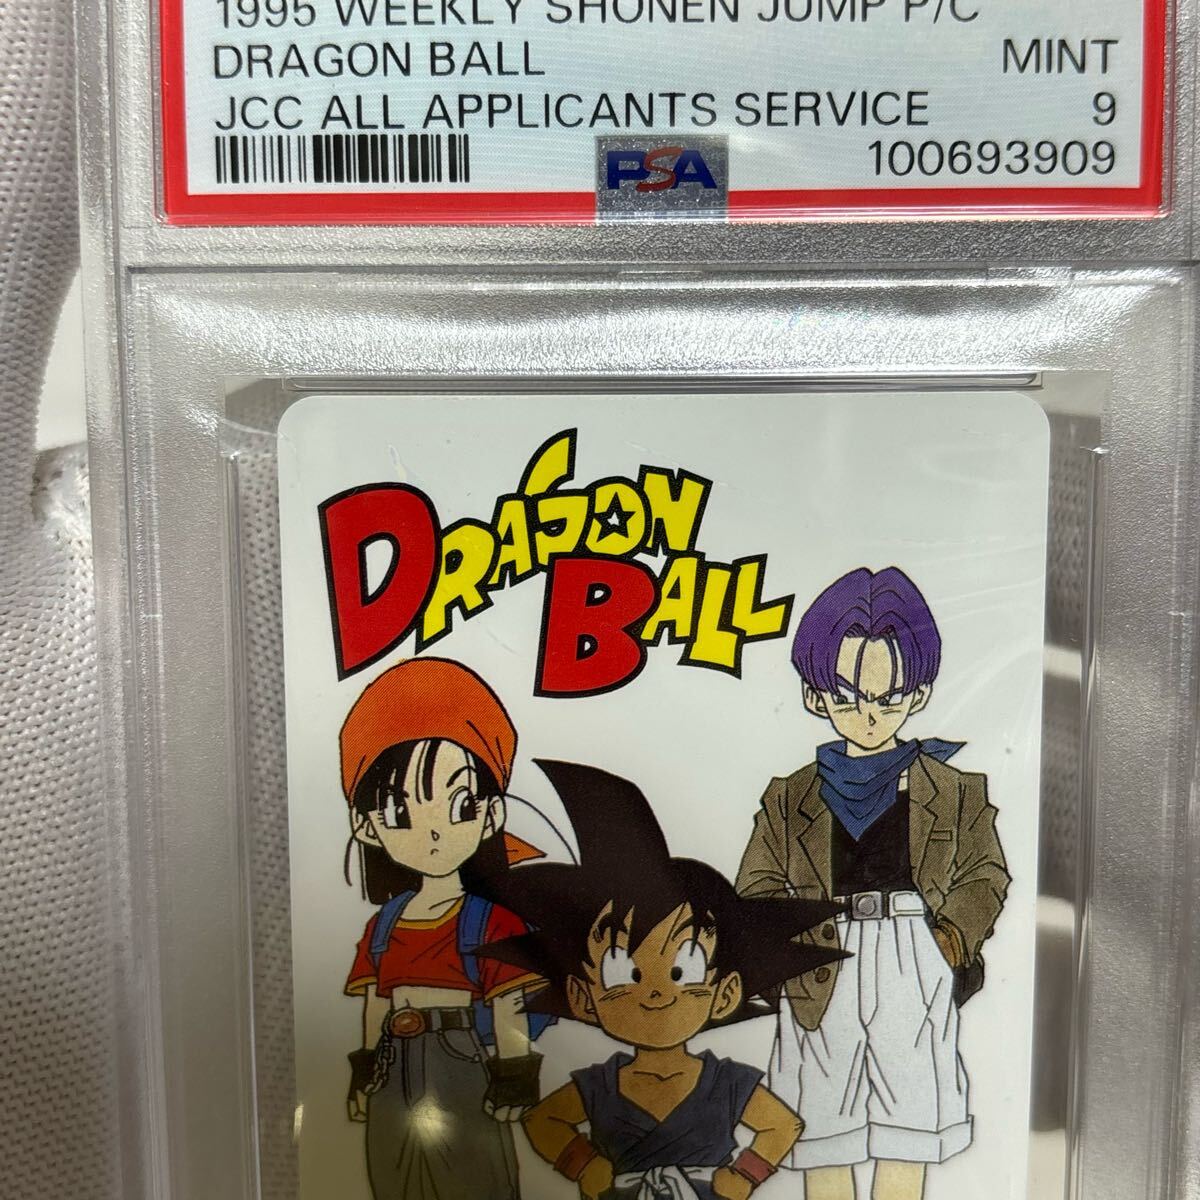 1995 WEEKLY SHONEN JUMP P/C
DRAGON BALL MINT
JCC ALL APPLICANTS SERVICE 9
PSA 100693909
DRAGON
BALL